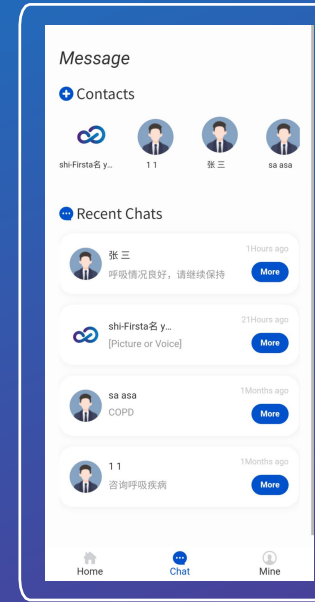 Message
Contacts
shi-Firsta名 y...
1 1
张 三
sa asa
Recent Chats
张 三
1Hours ago
呼吸情况良好，请继续保持
More
shi-Firsta名 y...
21Hours ago
[Picture or Voice]
More
sa asa
1Months ago
COPD
More
1 1
1Months ago
咨询呼吸疾病
More
Home
Chat
Mine